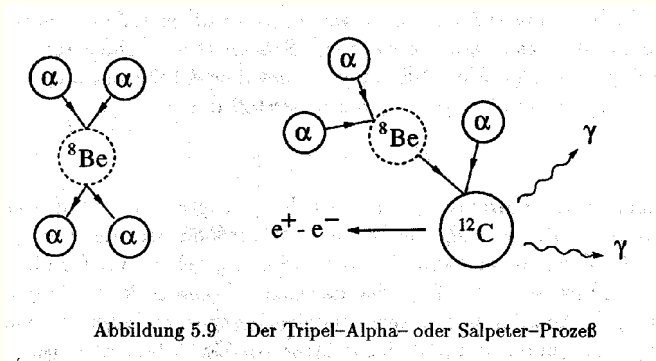 α α
⁸Be
α α
α
α
⁸Be
α
γ
e⁺- e⁻
¹²C
γ
Abbildung 5.9 Der Tripel–Alpha– oder Salpeter–Prozeß